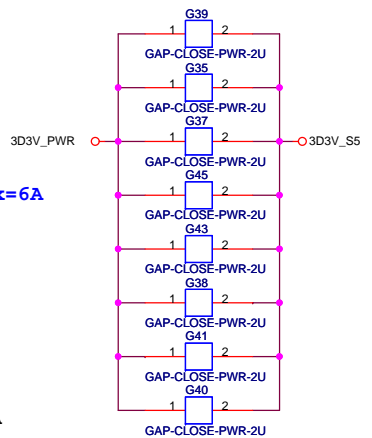 G39
1 2
GAP-CLOSE-PWR-2U
G35
1 2
GAP-CLOSE-PWR-2U
G37
3D3V_PWR 1 2 3D3V_S5
GAP-CLOSE-PWR-2U
G45
=6A
1 2
GAP-CLOSE-PWR-2U
G43
1 2
GAP-CLOSE-PWR-2U
G38
1 2
GAP-CLOSE-PWR-2U
G41
1 2
GAP-CLOSE-PWR-2U
G40
1 2
GAP-CLOSE-PWR-2U